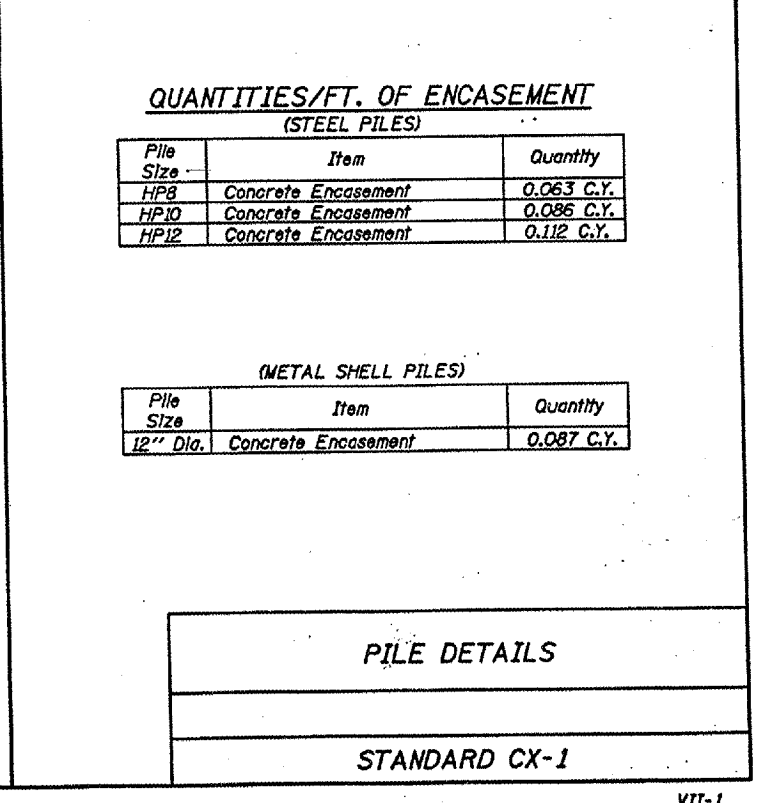 QUANTITIES/FT. OF ENCASEMENT
(STEEL PILES)
Pile Size Item Quantity
HP8 Concrete Encasement 0.063 C.Y.
HP10 Concrete Encasement 0.086 C.Y.
HP12 Concrete Encasement 0.112 C.Y.
(METAL SHELL PILES)
Pile Size Item Quantity
12" Dia. Concrete Encasement 0.087 C.Y.
PILE DETAILS
STANDARD CX-1
VII-1